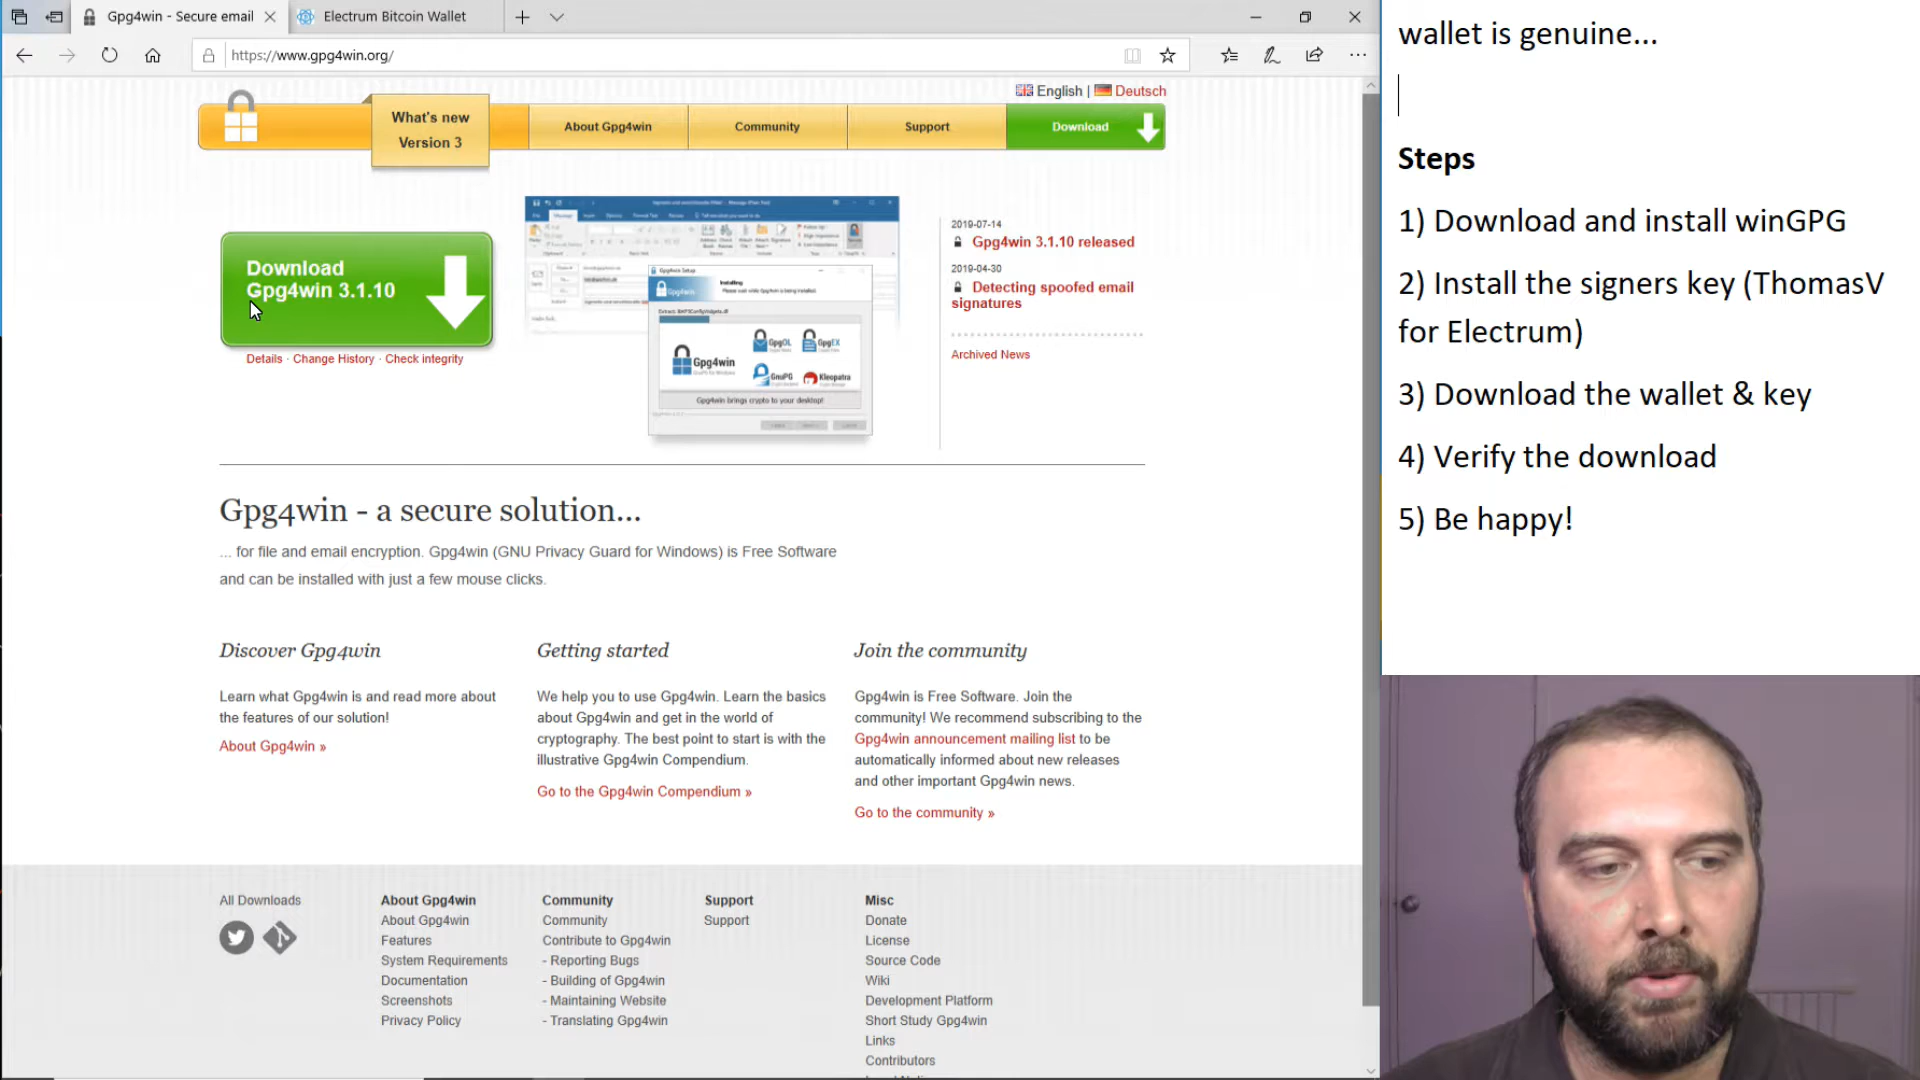 Gpg4win - Secure email
Electrum Bitcoin Wallet
https://www.gpg4win.org/
English | Deutsch
What's new
Version 3
About Gpg4win
Community
Support
Download
Download
Gpg4win 3.1.10
Details · Change History · Check integrity
Installing
Gpg4win
GpgOL
GpgEX
GnuPG
Kleopatra
Gpg4win brings crypto to your desktop!
2019-07-14
Gpg4win 3.1.10 released
2019-04-30
Detecting spoofed email
signatures
Archived News
Gpg4win - a secure solution...
... for file and email encryption. Gpg4win (GNU Privacy Guard for Windows) is Free Software
and can be installed with just a few mouse clicks.
Discover Gpg4win
Learn what Gpg4win is and read more about
the features of our solution!
About Gpg4win »
Getting started
We help you to use Gpg4win. Learn the basics
about Gpg4win and get in the world of
cryptography. The best point to start is with the
illustrative Gpg4win Compendium.
Go to the Gpg4win Compendium »
Join the community
Gpg4win is Free Software. Join the
community! We recommend subscribing to the
Gpg4win announcement mailing list to be
automatically informed about new releases
and other important Gpg4win news.
Go to the community »
All Downloads
About Gpg4win
About Gpg4win
Features
System Requirements
Documentation
Screenshots
Privacy Policy
Community
Community
Contribute to Gpg4win
- Reporting Bugs
- Building of Gpg4win
- Maintaining Website
- Translating Gpg4win
Support
Support
Misc
Donate
License
Source Code
Wiki
Development Platform
Short Study Gpg4win
Links
Contributors
wallet is genuine...
Steps
1) Download and install winGPG
2) Install the signers key (ThomasV
for Electrum)
3) Download the wallet & key
4) Verify the download
5) Be happy!